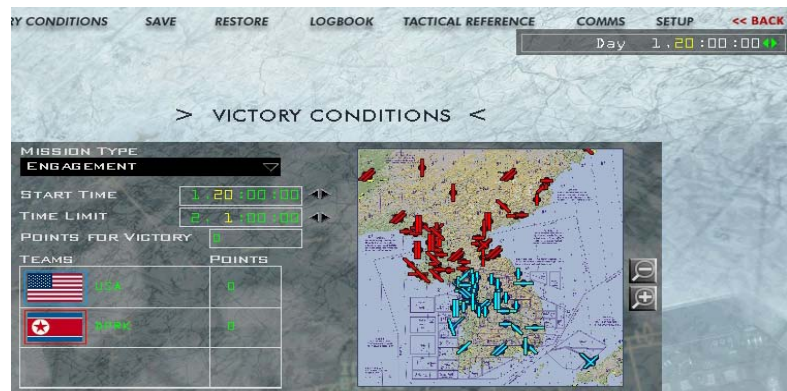 Y CONDITIONS SAVE RESTORE LOGBOOK TACTICAL REFERENCE COMMS SETUP << BACK
Day 1.20:00:00
> VICTORY CONDITIONS <
MISSION TYPE
ENGAGEMENT
START TIME 1.20:00:00
TIME LIMIT 2. 1:00:00
POINTS FOR VICTORY 0
TEAMS POINTS
USA 0
DPRK 0